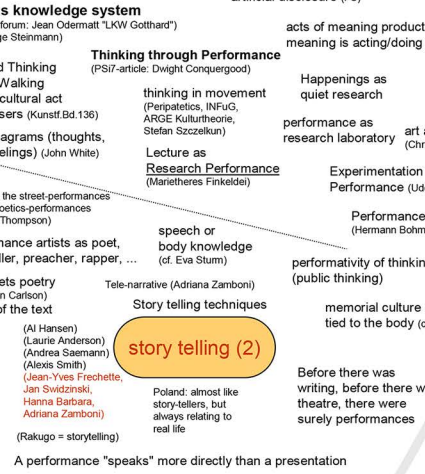 s knowledge system
forum: Jean Odermatt "LKW Gotthard")
ge Steinmann)
acts of meaning product
meaning is acting/doing
Thinking through Performance
(PSi7-article: Dwight Conquergood)
d Thinking
Walking
cultural act
sers (Kunstf.Bd.136)
thinking in movement
(Peripatetics, INFuG,
ARGE Kulturtheorie,
Stefan Szczelkun)
Happenings as
quiet research
performance as
research laboratory
art
(Chr
agrams (thoughts,
elings) (John White)
Lecture as
Research Performance
(Marietheres Finkeldei)
Experimentation
Performance (Ud
the street-performances
oetics-performances
Thompson)
Performance
(Hermann Bohm
nance artists as poet,
ller, preacher, rapper, ...
speech or
body knowledge
(cf. Eva Sturm)
performativity of thinkin
(public thinking)
ets poetry
n Carlson)
of the text
Tele-narrative (Adriana Zamboni)
Story telling techniques
memorial culture
tied to the body (c
(Al Hansen)
(Laurie Anderson)
(Andrea Saemann)
(Alexis Smith)
(Jean-Yves Frechette,
Jan Swidzinski,
Hanna Barbara,
Adriana Zamboni)
story telling (2)
Poland: almost like
story-tellers, but
always relating to
real life
Before there was
writing, before there w
theatre, there were
surely performances
(Rakugo = storytelling)
A performance "speaks" more directly than a presentation